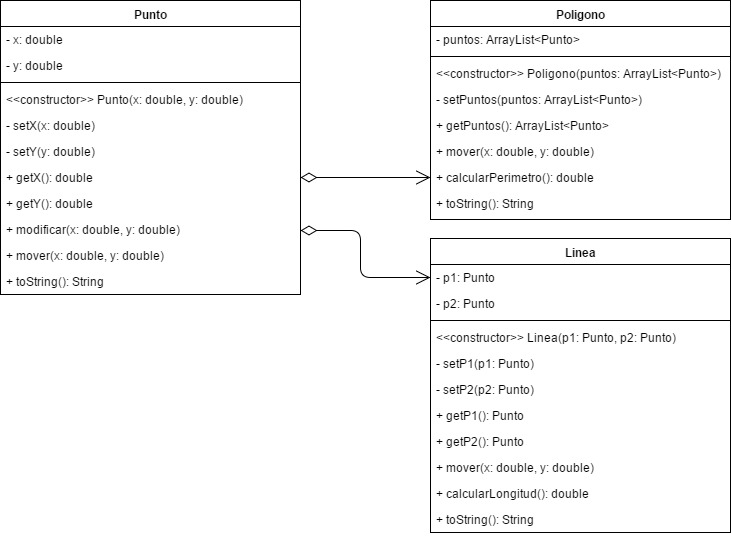 Punto
- x: double
- y: double
<<constructor>> Punto(x: double, y: double)
- setX(x: double)
- setY(y: double)
+ getX(): double
+ getY(): double
+ modificar(x: double, y: double)
+ mover(x: double, y: double)
+ toString(): String
Poligono
- puntos: ArrayList<Punto>
<<constructor>> Poligono(puntos: ArrayList<Punto>)
- setPuntos(puntos: ArrayList<Punto>)
+ getPuntos(): ArrayList<Punto>
+ mover(x: double, y: double)
+ calcularPerimetro(): double
+ toString(): String
Linea
- p1: Punto
- p2: Punto
<<constructor>> Linea(p1: Punto, p2: Punto)
- setP1(p1: Punto)
- setP2(p2: Punto)
+ getP1(): Punto
+ getP2(): Punto
+ mover(x: double, y: double)
+ calcularLongitud(): double
+ toString(): String